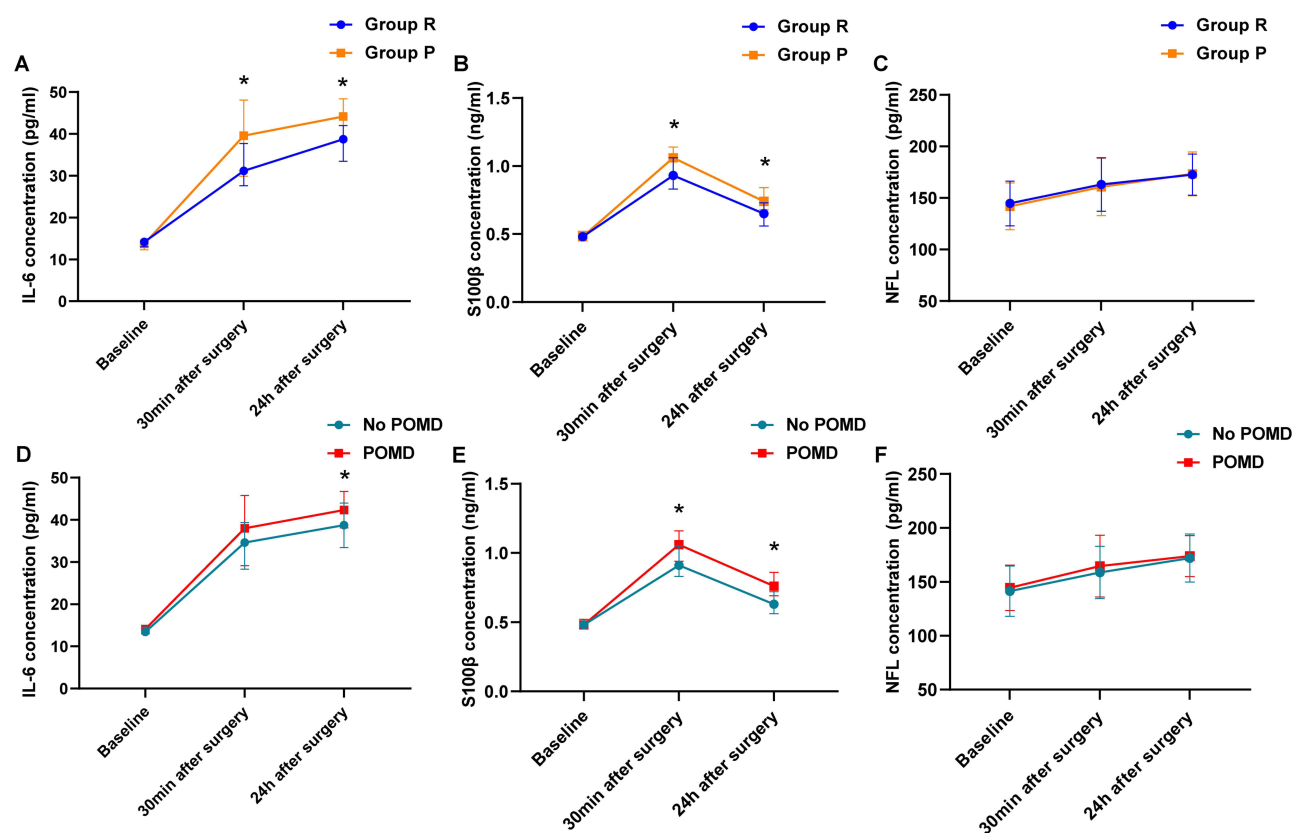 A
Group R
Group P
IL-6 concentration (pg/ml)
50
40
30
20
10
0
*
*
Baseline
30min after surgery
24h after surgery
B
Group R
Group P
S100β concentration (ng/ml)
1.5
1.0
0.5
0.0
*
*
Baseline
30min after surgery
24h after surgery
C
Group R
Group P
NFL concentration (pg/ml)
250
200
150
100
50
Baseline
30min after surgery
24h after surgery
D
No POMD
POMD
IL-6 concentration (pg/ml)
50
40
30
20
10
0
*
Baseline
30min after surgery
24h after surgery
E
No POMD
POMD
S100β concentration (ng/ml)
1.5
1.0
0.5
0.0
*
*
Baseline
30min after surgery
24h after surgery
F
No POMD
POMD
NFL concentration (pg/ml)
250
200
150
100
50
Baseline
30min after surgery
24h after surgery